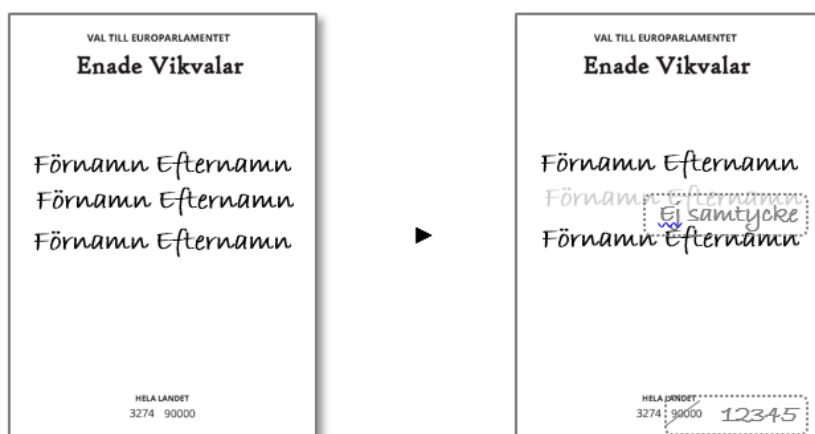 VAL TILL EUROPARLAMENTET
Enade Vikvalar
Förnamn Efternamn
Förnamn Efternamn
Förnamn Efternamn
HELA LANDET
3274 90000
VAL TILL EUROPARLAMENTET
Enade Vikvalar
Förnamn Efternamn
Förnamn Efternamn
Ej samtycke
Förnamn Efternamn
HELA LANDET
3274 90000 12345